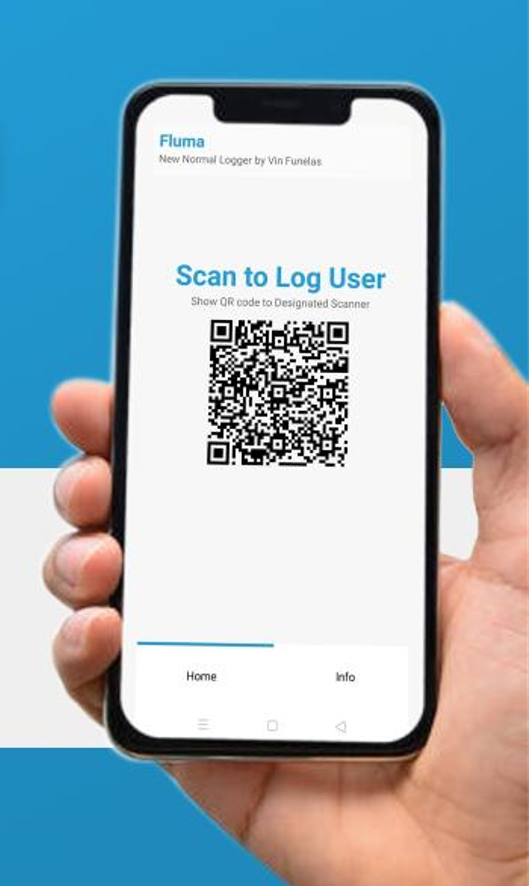 Fluma
New Normal Logger by Vin Funelas
Scan to Log User
Show QR code to Designated Scanner
Home
Info